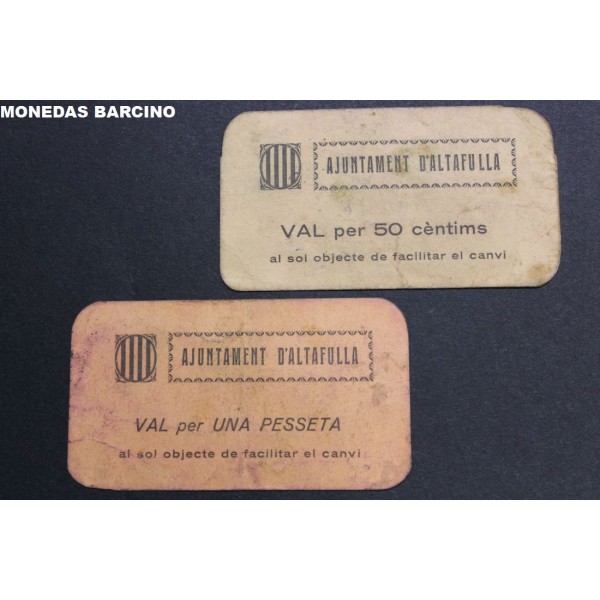 MONEDAS BARCINO
AJUNTAMENT D'ALTAFULLA
VAL per 50 cèntims
al sol objecte de facilitar el canvi
AJUNTAMENT D'ALTAFULLA
VAL per UNA PESSETA
al sol objecte de facilitar el canvi